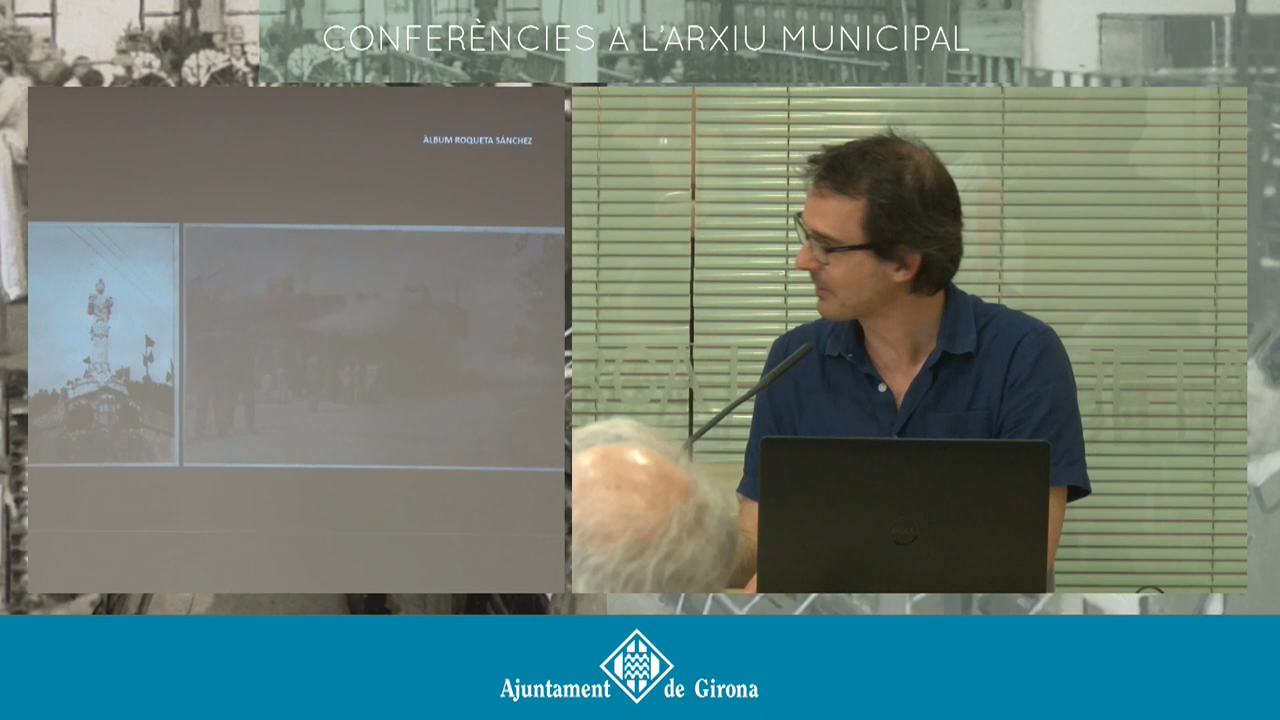 CONFERÈNCIES A L'ARXIU MUNICIPAL
ÀLBUM ROQUETA SÁNCHEZ
DELL
Ajuntament de Girona